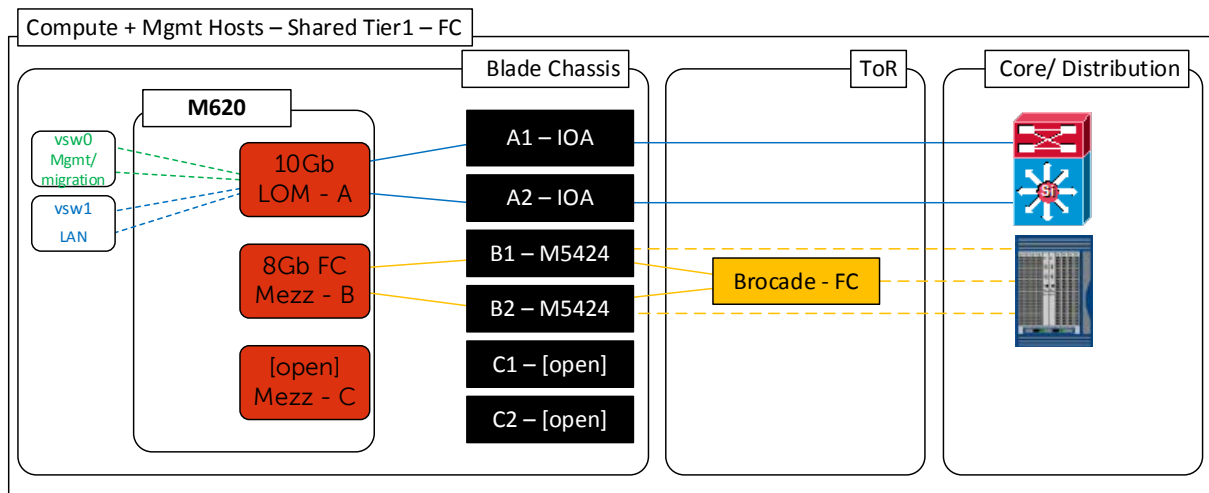 Compute + Mgmt Hosts – Shared Tier1 – FC
Blade Chassis
ToR
Core/ Distribution
M620
vsw0
Mgmt/
migration
vsw1
LAN
10Gb
LOM - A
8Gb FC
Mezz - B
[open]
Mezz - C
A1 – IOA
A2 – IOA
B1 – M5424
B2 – M5424
C1 – [open]
C2 – [open]
Brocade - FC
Si